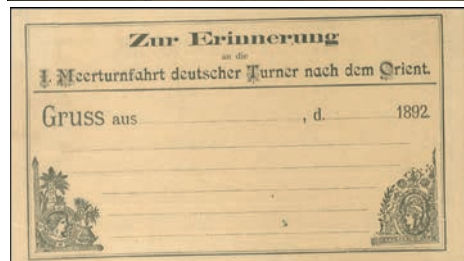 Zur Erinnerung
an die
I. Meerturnfahrt deutscher Turner nach dem Orient.
Gruss aus , d. 1892